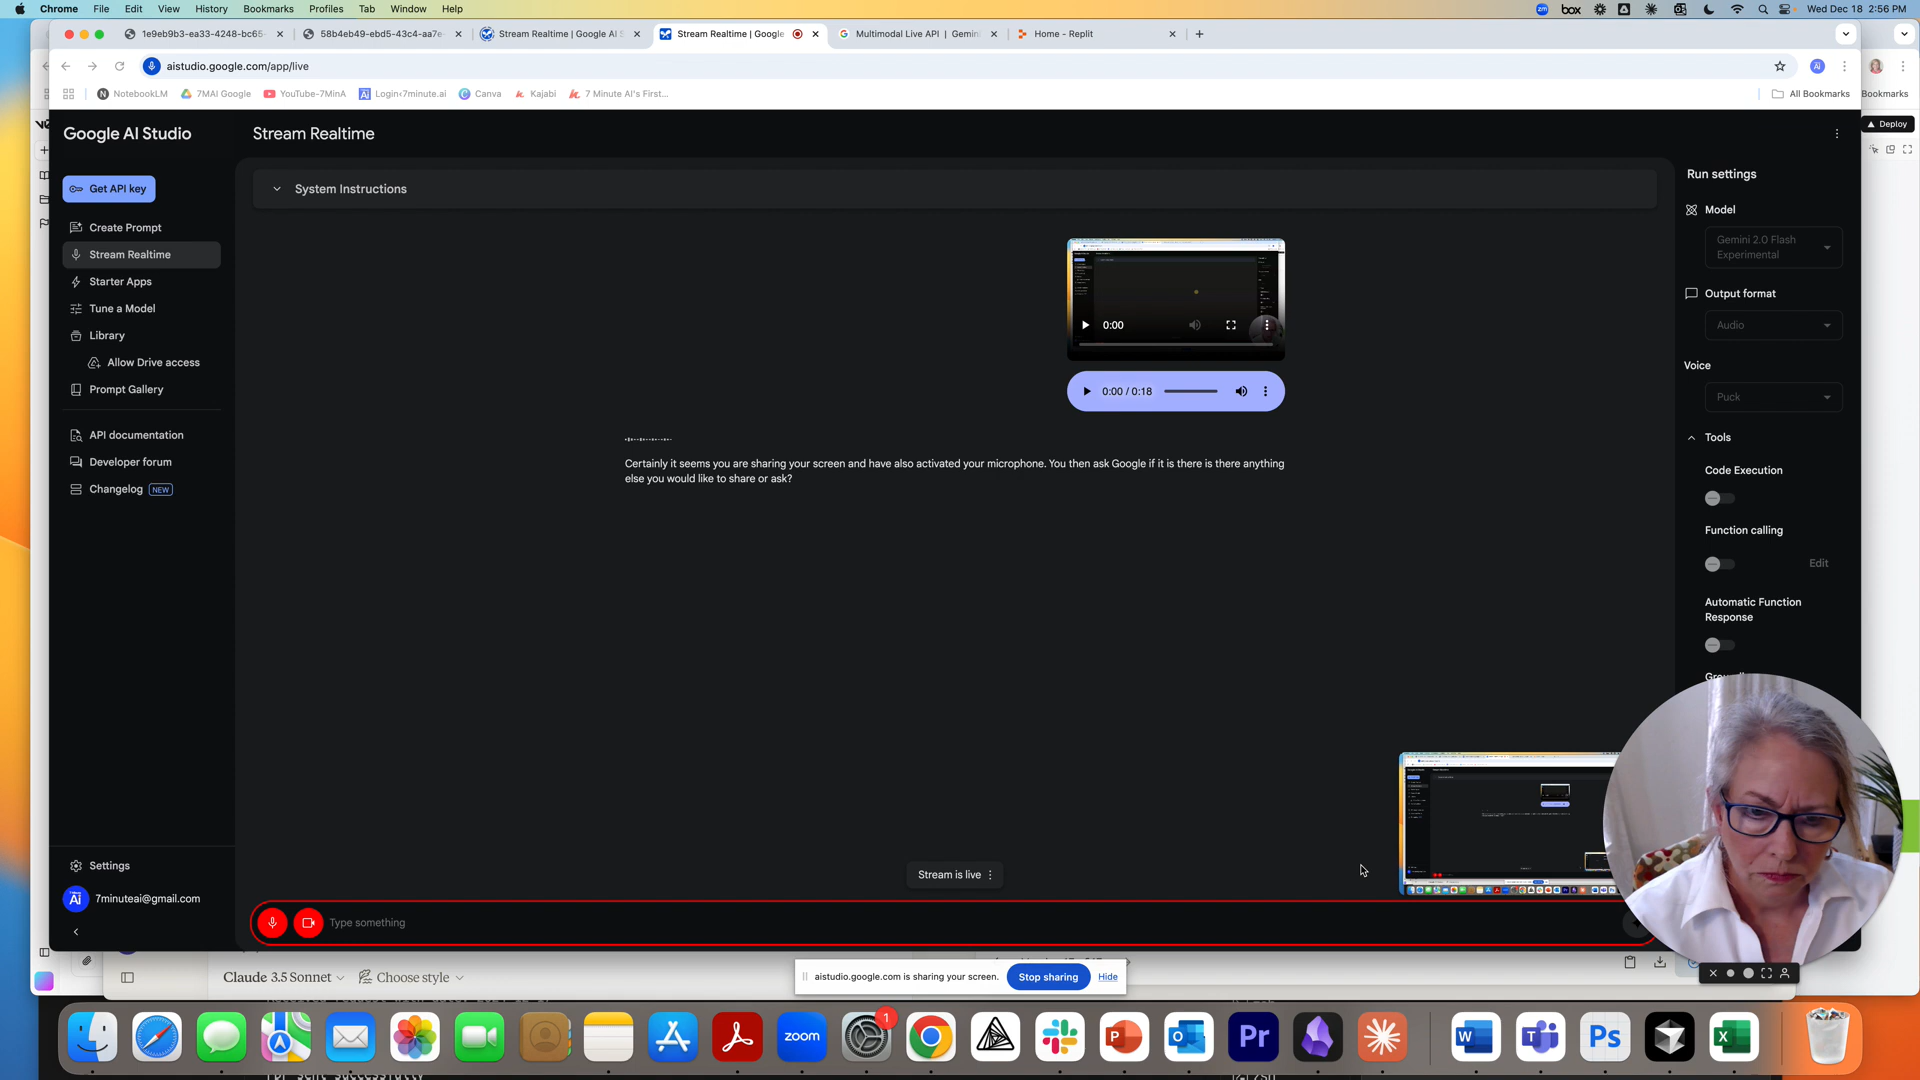 Chrome File Edit View History Bookmarks Profiles Tab Window Help
zm box Wed Dec 18 2:56 PM
1e9eb9b3-ea33-4248-bc65-
58b4eb49-ebd5-43c4-aa7e-
Stream Realtime | Google AI S
Stream Realtime | Google
Multimodal Live API | Gemini
Home - Replit
aistudio.google.com/app/live
NotebookLM 7MAI Google YouTube-7MinA Login<7minute.ai Canva Kajabi 7 Minute AI's First...
All Bookmarks
Bookmarks
Deploy
Google AI Studio
Stream Realtime
Get API key
Create Prompt
Stream Realtime
Starter Apps
Tune a Model
Library
Allow Drive access
Prompt Gallery
API documentation
Developer forum
Changelog NEW
Settings
Ai 7minuteai@gmail.com
System Instructions
0:00
0:00 / 0:18
Certainly it seems you are sharing your screen and have also activated your microphone. You then ask Google if it is there is there anything
else you would like to share or ask?
Stream is live
Type something
Run settings
Model
Gemini 2.0 Flash
Experimental
Output format
Audio
Voice
Puck
Tools
Code Execution
Function calling
Edit
Automatic Function
Response
Claude 3.5 Sonnet Choose style
aistudio.google.com is sharing your screen. Stop sharing Hide
zoom
1
Pr
Ps
sent successfully